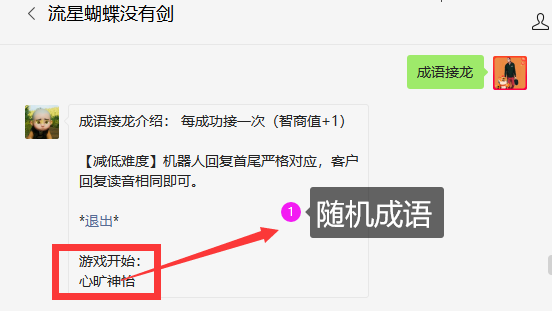 流星蝴蝶没有剑
成语接龙
成语接龙介绍： 每成功接一次（智商值+1）
【减低难度】机器人回复首尾严格对应，客户
回复读音相同即可。
*退出*
1 随机成语
游戏开始：
心旷神怡